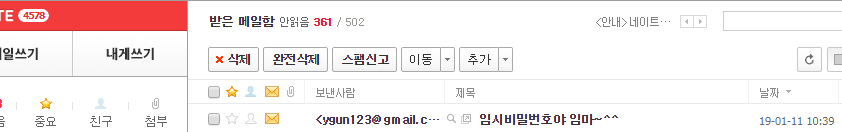 TE 4578
받은 메일함 안읽음 361 / 502
<안내>네이트…
일쓰기 내게쓰기
삭제 완전삭제 스팸신고 이동 추가
중요 친구 첨부
보낸사람 제목 날짜
<ygun123@gmail.c… 임시비밀번호야 임마~^^ 19-01-11 10:39